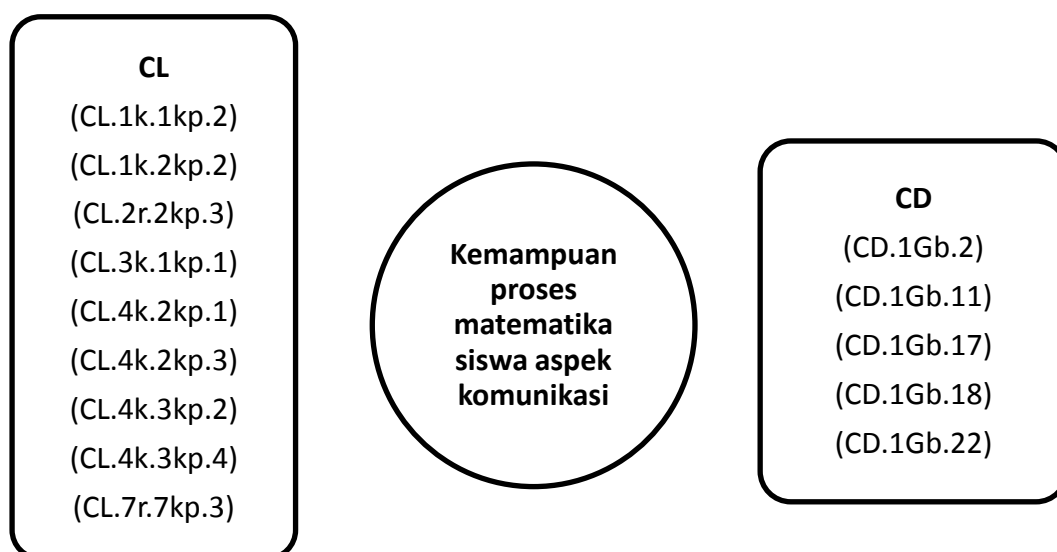 CL
(CL.1k.1kp.2)
(CL.1k.2kp.2)
(CL.2r.2kp.3)
(CL.3k.1kp.1)
(CL.4k.2kp.1)
(CL.4k.2kp.3)
(CL.4k.3kp.2)
(CL.4k.3kp.4)
(CL.7r.7kp.3)
Kemampuan
proses
matematika
siswa aspek
komunikasi
CD
(CD.1Gb.2)
(CD.1Gb.11)
(CD.1Gb.17)
(CD.1Gb.18)
(CD.1Gb.22)